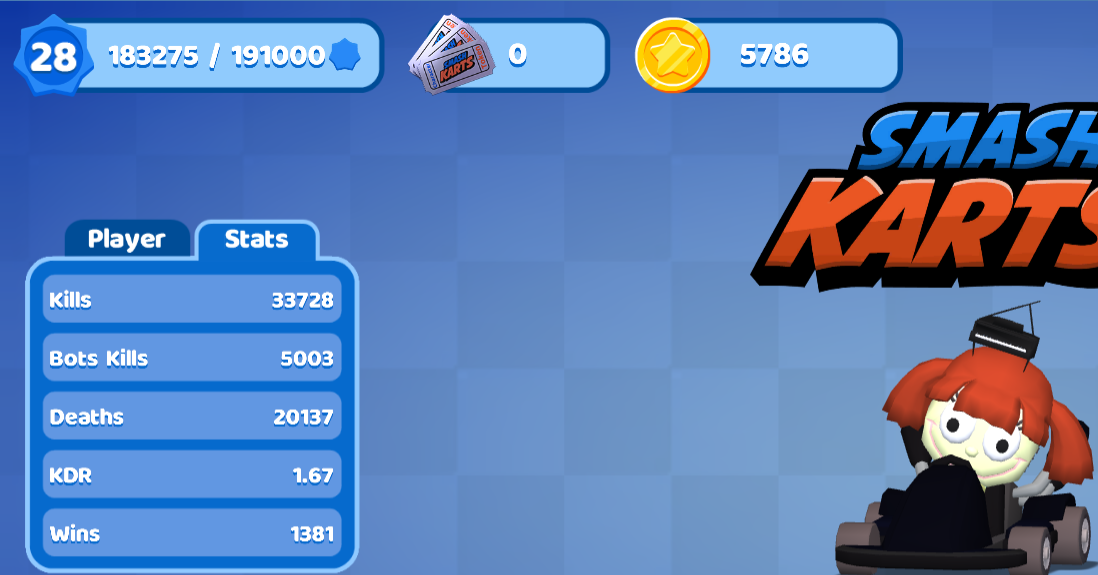 28 183275 / 191000 0 5786
SMASH
KARTS
Player Stats
Kills 33728
Bots Kills 5003
Deaths 20137
KDR 1.67
Wins 1381